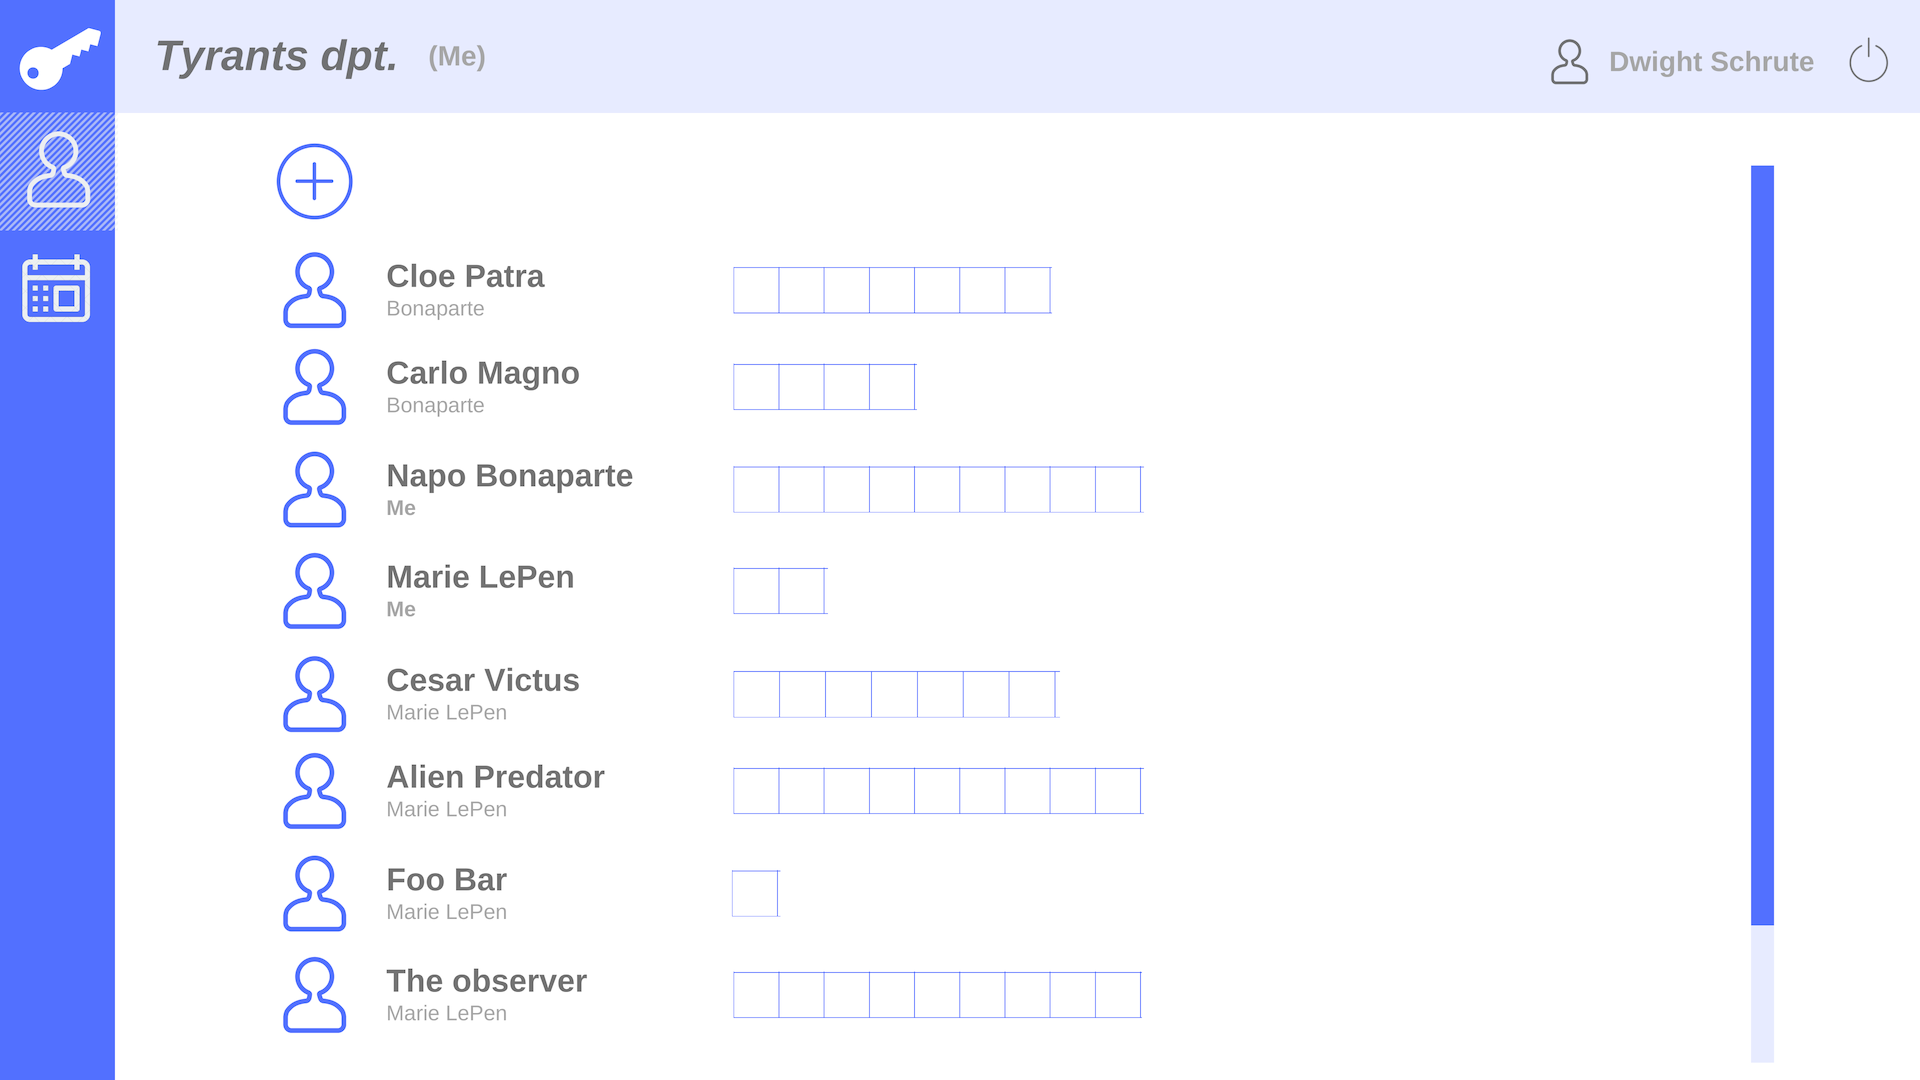 Tyrants dpt. (Me)
Dwight Schrute
Cloe Patra
Bonaparte
Carlo Magno
Bonaparte
Napo Bonaparte
Me
Marie LePen
Me
Cesar Victus
Marie LePen
Alien Predator
Marie LePen
Foo Bar
Marie LePen
The observer
Marie LePen